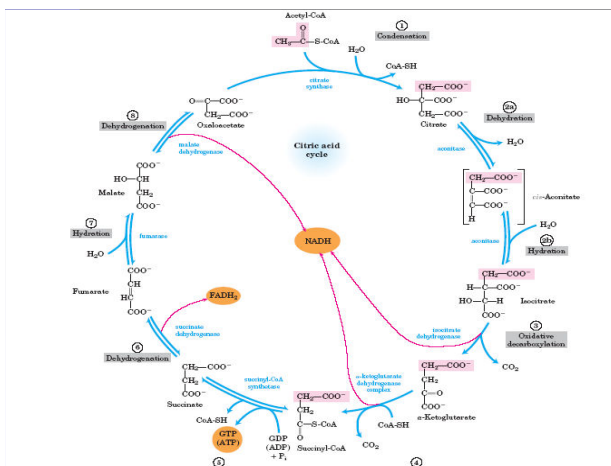 Acetyl-CoA
O
CH₃—C—S-CoA
H₂O
①
Condensation
CoA-SH
citrate
synthase
CH₂—COO⁻
HO—C—COO⁻
CH₂—COO⁻
Citrate
②a
Dehydration
H₂O
aconitase
CH₂—COO⁻
C—COO⁻
C—COO⁻
H
cis-Aconitate
aconitase
H₂O
②b
Hydration
CH₂—COO⁻
H—C—COO⁻
HO—C—H
COO⁻
Isocitrate
isocitrate
dehydrogenase
③
Oxidative
decarboxylation
CO₂
CH₂—COO⁻
CH₂
C=O
COO⁻
α-Ketoglutarate
α-ketoglutarate
dehydrogenase
complex
CoA-SH
CO₂
④
CH₂—COO⁻
CH₂
C—S-CoA
O
Succinyl-CoA
succinyl-CoA
synthetase
GDP
(ADP)
+ Pᵢ
GTP
(ATP)
CoA-SH
⑤
CH₂—COO⁻
CH₂
COO⁻
Succinate
⑥
Dehydrogenation
succinate
dehydrogenase
FADH₂
COO⁻
CH
HC
COO⁻
Fumarate
⑦
Hydration
H₂O
fumarase
COO⁻
HO—CH
CH₂
COO⁻
Malate
⑧
Dehydrogenation
malate
dehydrogenase
O=C—COO⁻
CH₂—COO⁻
Oxaloacetate
Citric acid
cycle
NADH